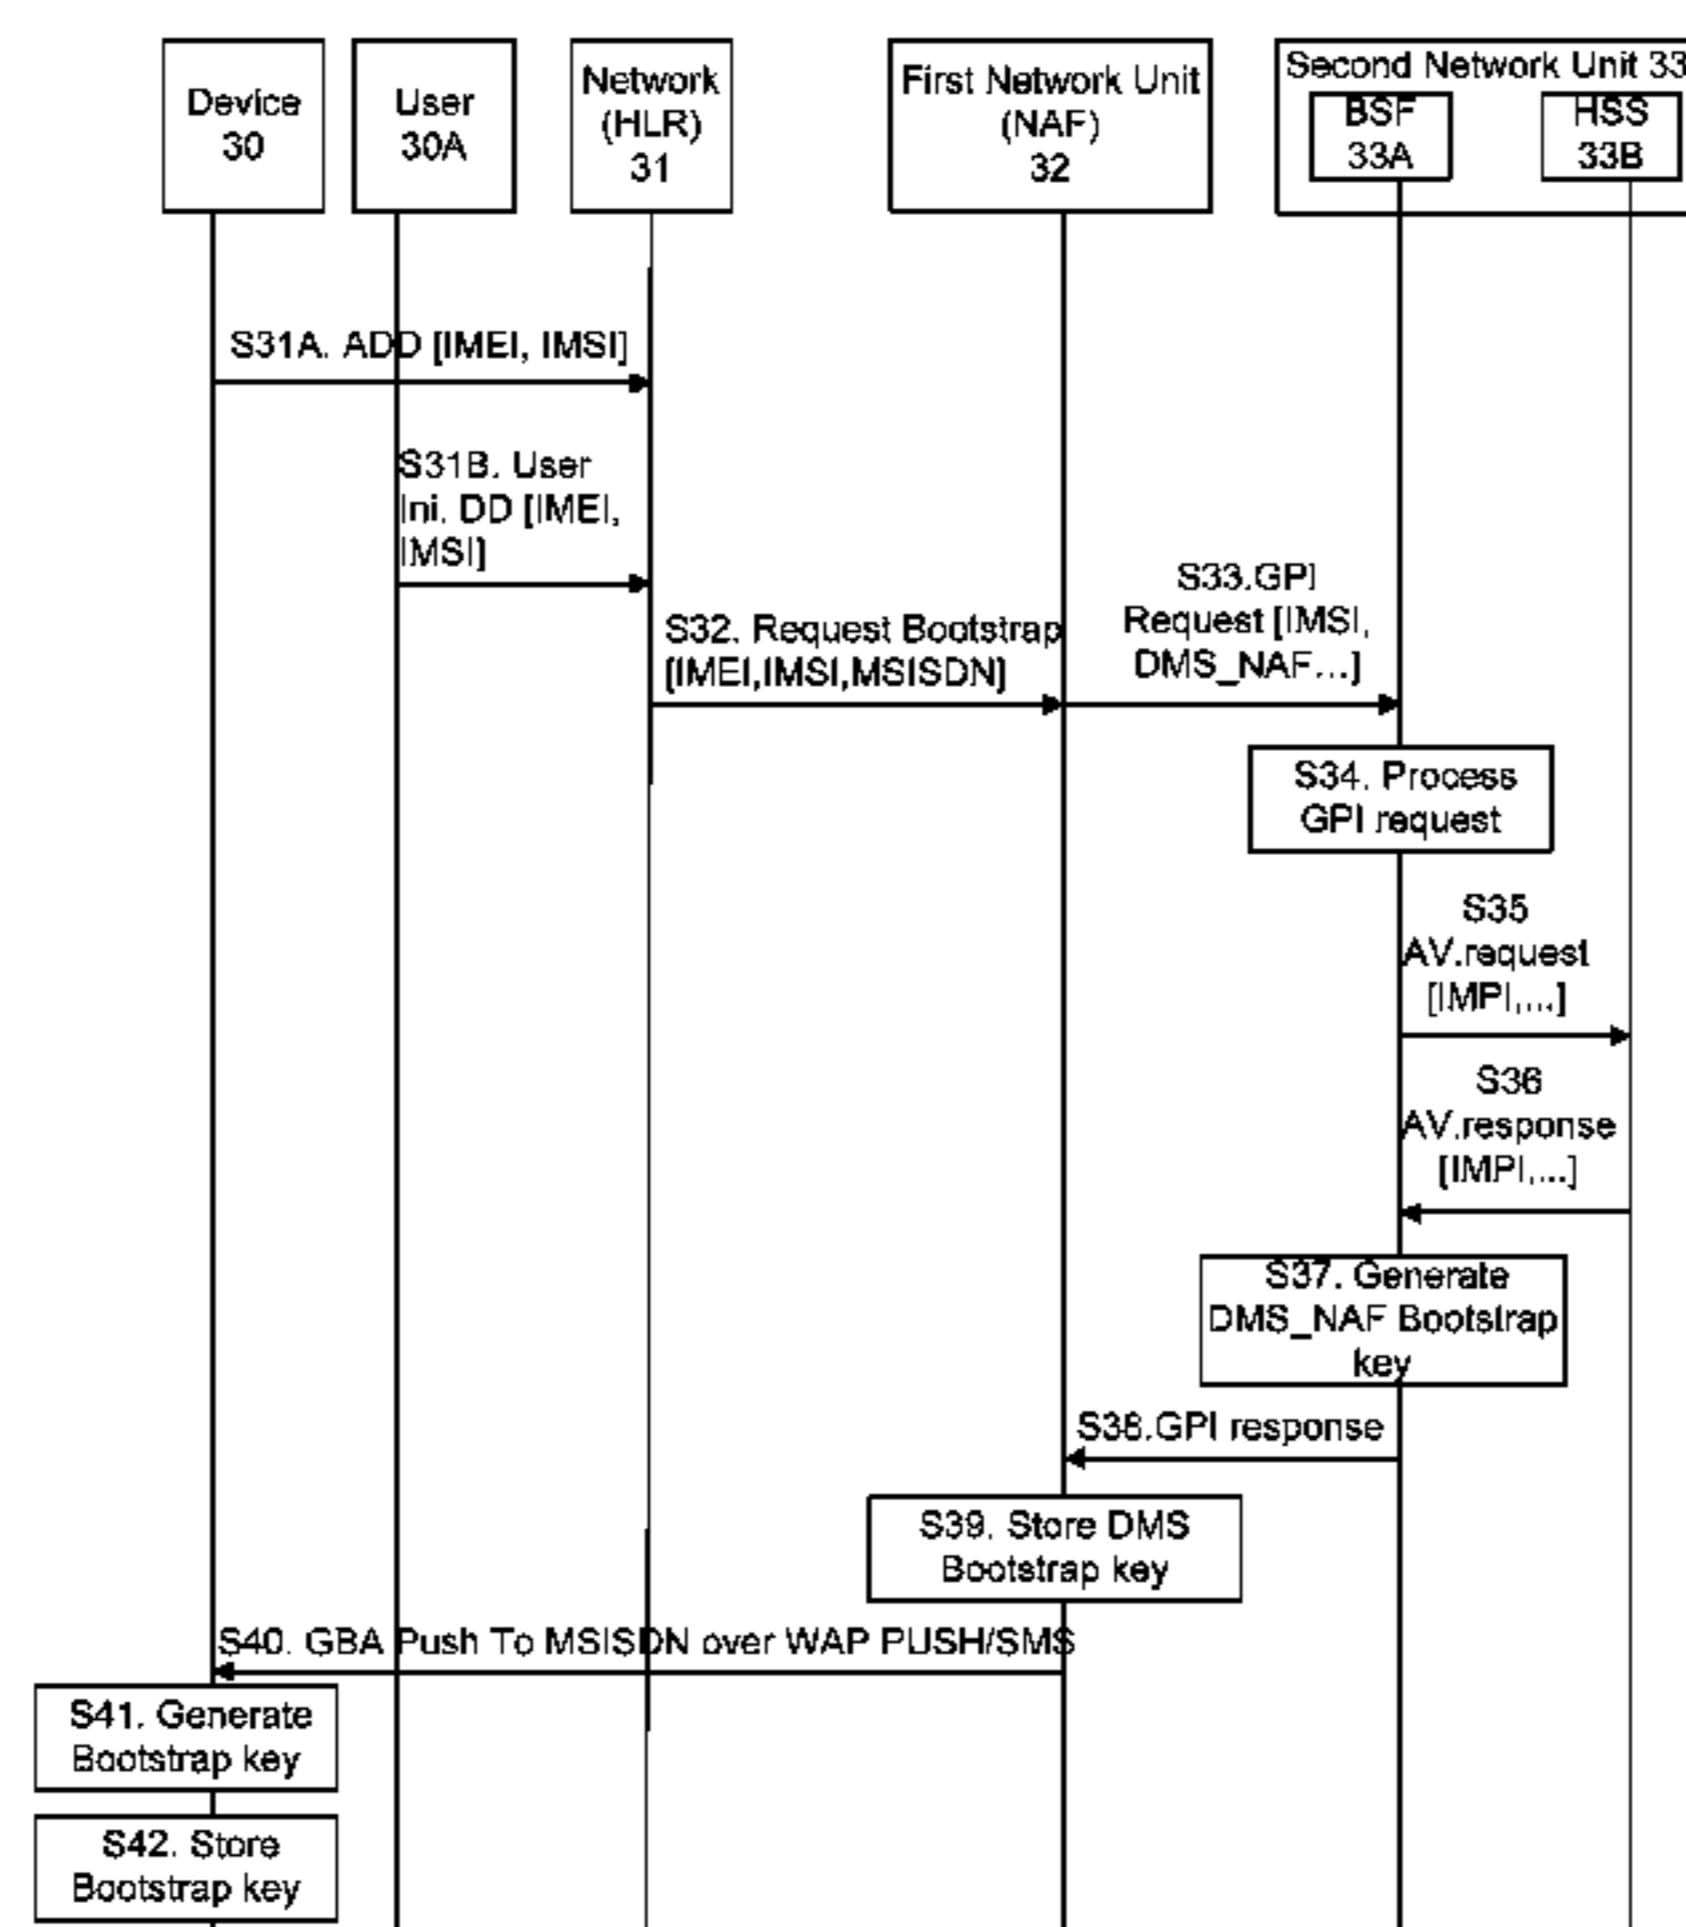 Device
30
User
30A
Network
(HLR)
31
First Network Unit
(NAF)
32
Second Network Unit 33
BSF
33A
HSS
33B
S31A. ADD [IMEI, IMSI]
S31B. User
Ini. DD [IMEI,
IMSI]
S32. Request Bootstrap
[IMEI,IMSI,MSISDN]
S33.GPI
Request [IMSI,
DMS_NAF...]
S34. Process
GPI request
S35
AV.request
[IMPI,...]
S36
AV.response
[IMPI,...]
S37. Generate
DMS_NAF Bootstrap
key
S38.GPI response
S39. Store DMS
Bootstrap key
S40. GBA Push To MSISDN over WAP PUSH/SMS
S41. Generate
Bootstrap key
S42. Store
Bootstrap key